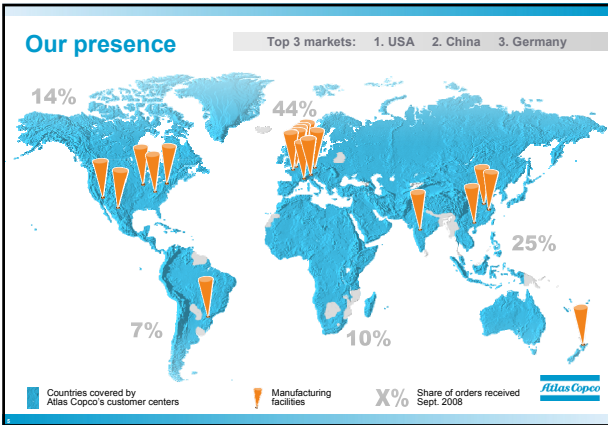 Our presence
Top 3 markets: 1. USA 2. China 3. Germany
14%
44%
25%
7%
10%
Countries covered by
Atlas Copco's customer centers
Manufacturing
facilities
X%
Share of orders received
Sept. 2008
Atlas Copco